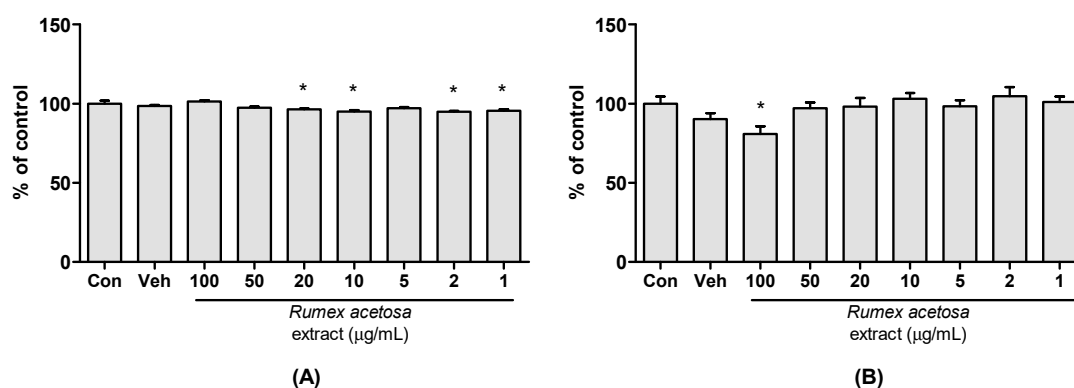 150
100
50
0
% of control
* * * *
Con Veh 100 50 20 10 5 2 1
Rumex acetosa
extract (μg/mL)
(A)
150
100
50
0
% of control
*
Con Veh 100 50 20 10 5 2 1
Rumex acetosa
extract (μg/mL)
(B)